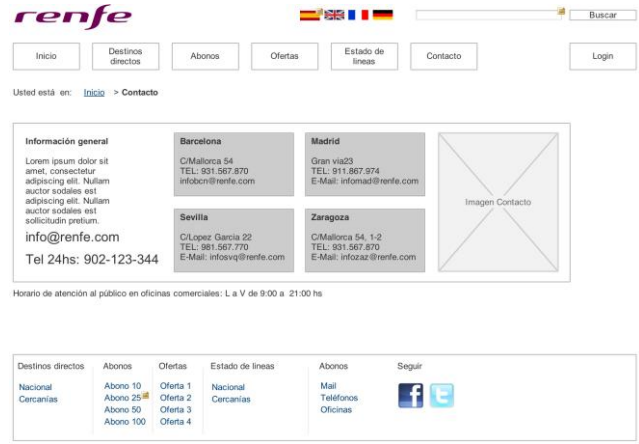 renfe
Buscar
Inicio
Destinos
directos
Abonos
Ofertas
Estado de
lineas
Contacto
Login
Usted está en: Inicio > Contacto
Información general
Lorem ipsum dolor sit
amet, consectetur
adipiscing elit. Nullam
auctor sodales est
adipiscing elit. Nullam
auctor sodales est
sollicitudin pretium.
info@renfe.com
Tel 24hs: 902-123-344
Barcelona
C/Mallorca 54
TEL: 931.567.870
infobcn@renfe.com
Madrid
Gran via23
TEL: 911.867.974
E-Mail: infomad@renfe.com
Sevilla
C/Lopez Garcia 22
TEL: 981.567.770
E-Mail: infosvq@renfe.com
Zaragoza
C/Mallorca 54, 1-2
TEL: 931.567.870
E-Mail: infozaz@renfe.com
Imagen Contacto
Horario de atención al público en oficinas comerciales: L a V de 9:00 a 21:00 hs
Destinos directos
Nacional
Cercanías
Abonos
Abono 10
Abono 25
Abono 50
Abono 100
Ofertas
Oferta 1
Oferta 2
Oferta 3
Oferta 4
Estado de lineas
Nacional
Cercanías
Abonos
Mail
Teléfonos
Oficinas
Seguir
f
t